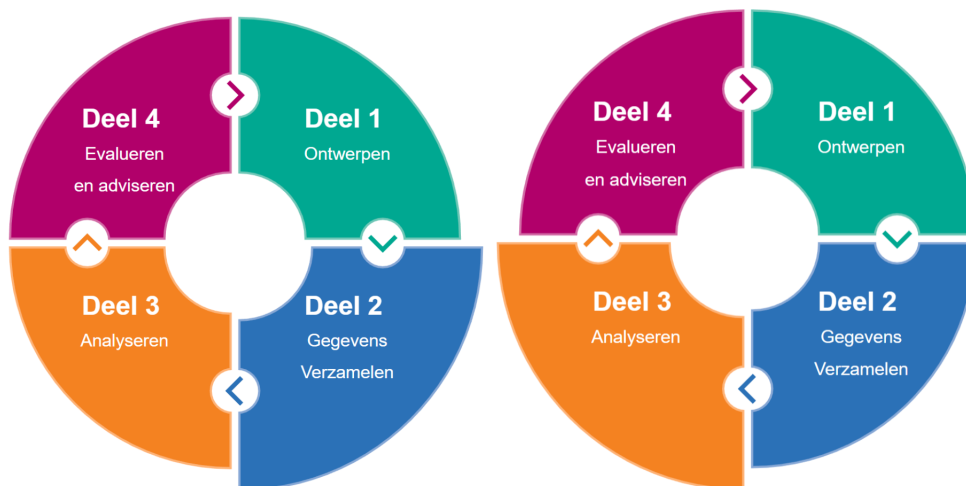 Deel 4
Evalueren
en adviseren
Deel 1
Ontwerpen
Deel 3
Analyseren
Deel 2
Gegevens
Verzamelen
Deel 4
Evalueren
en adviseren
Deel 1
Ontwerpen
Deel 3
Analyseren
Deel 2
Gegevens
Verzamelen